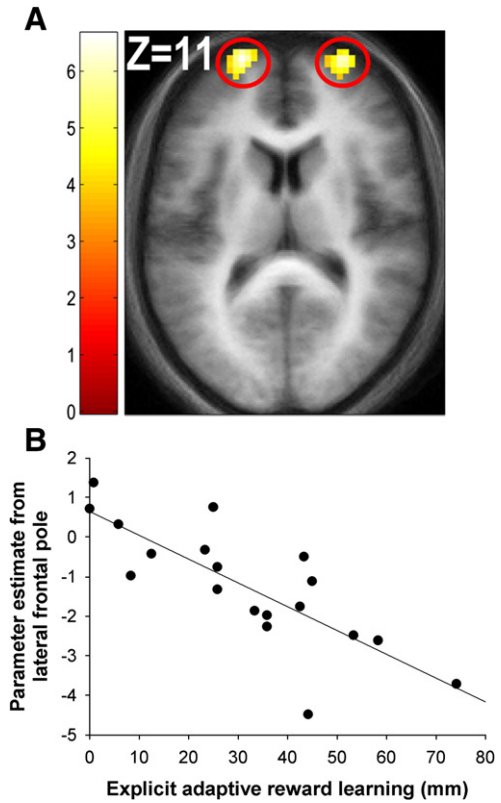 A
Z=11
6
5
4
3
2
1
0
B
Parameter estimate from
lateral frontal pole
2
1
0
-1
-2
-3
-4
-5
0 10 20 30 40 50 60 70 80
Explicit adaptive reward learning (mm)